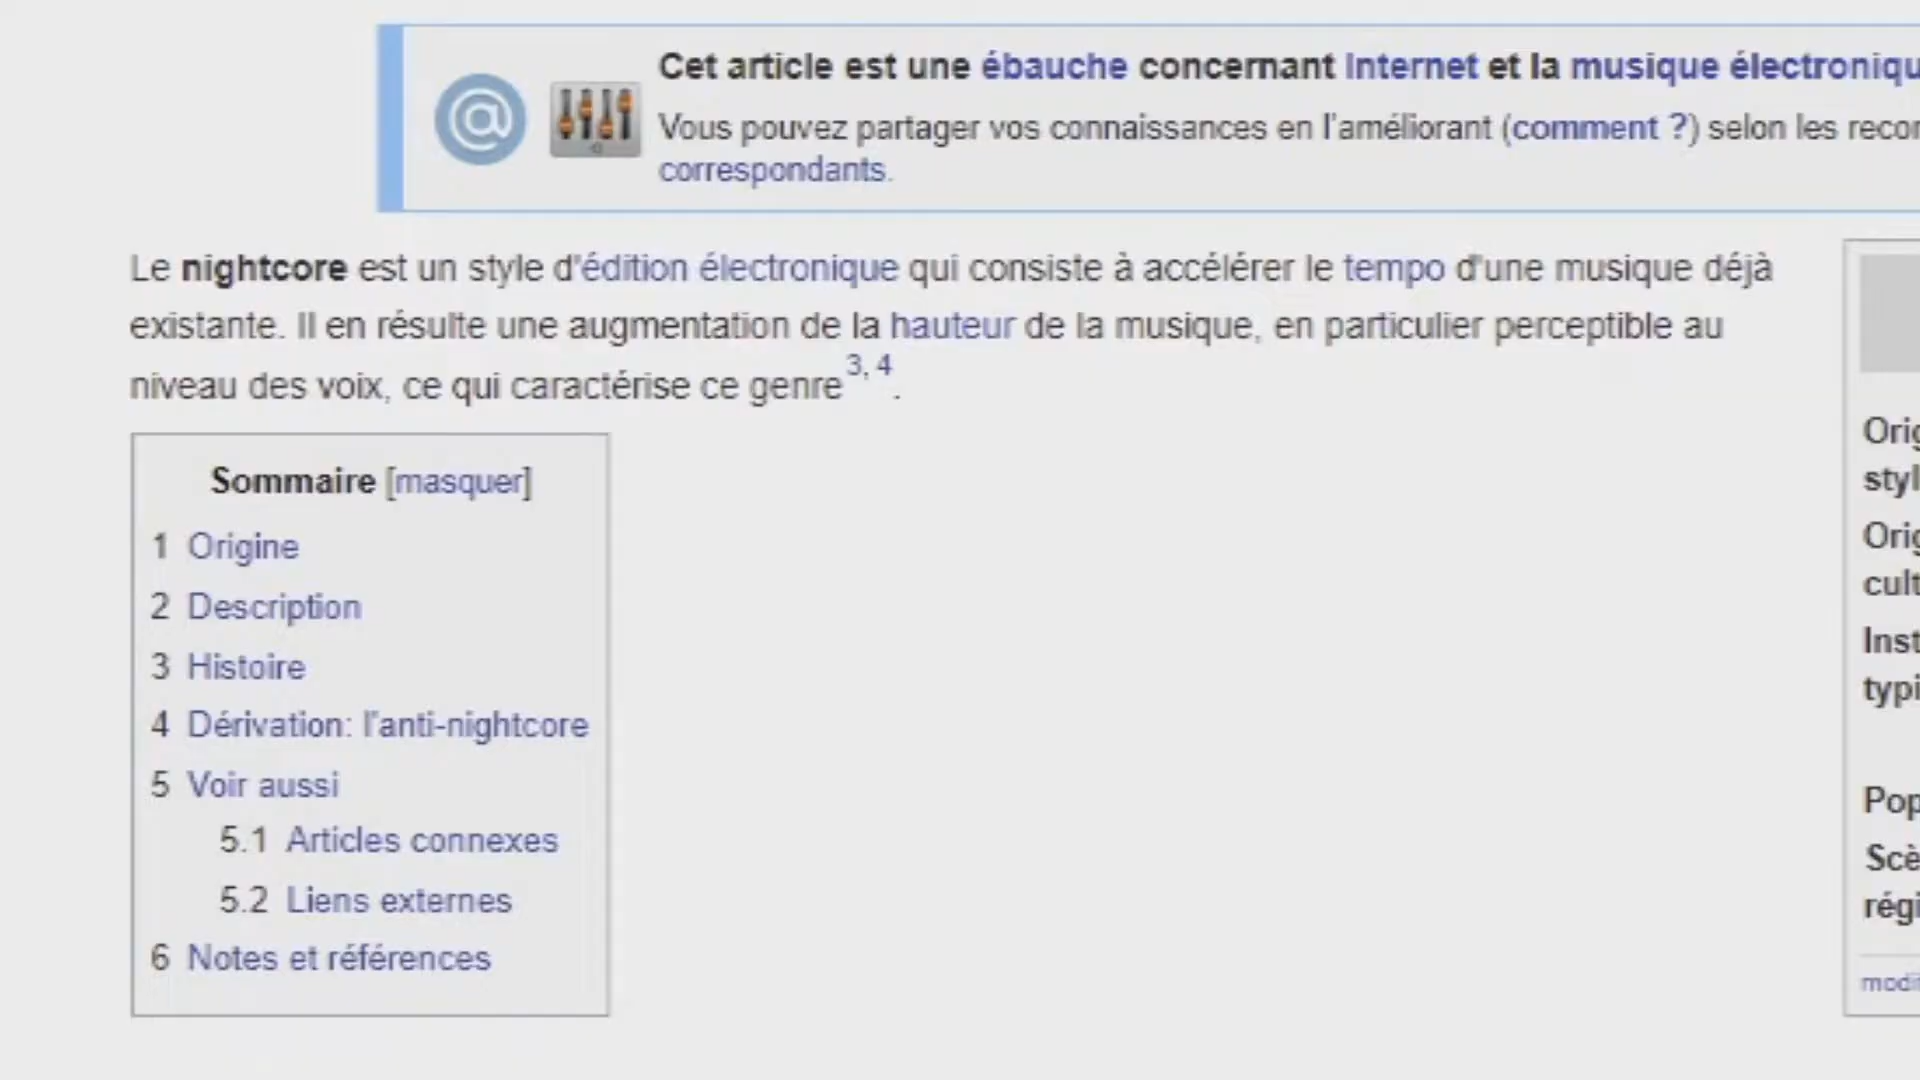 Cet article est une ébauche concernant Internet et la musique
Vous pouvez partager vos connaissances en l'améliorant (comment ?) selon les
correspondants.
Le nightcore est un style d'édition électronique qui consiste à accélérer le tempo d'une musique déjà
existante. Il en résulte une augmentation de la hauteur de la musique, en particulier perceptible au
niveau des voix, ce qui caractérise ce genre 3, 4.
Sommaire [masquer]
1 Origine
2 Description
3 Histoire
4 Dérivation: l'anti-nightcore
5 Voir aussi
5.1 Articles connexes
5.2 Liens externes
6 Notes et références